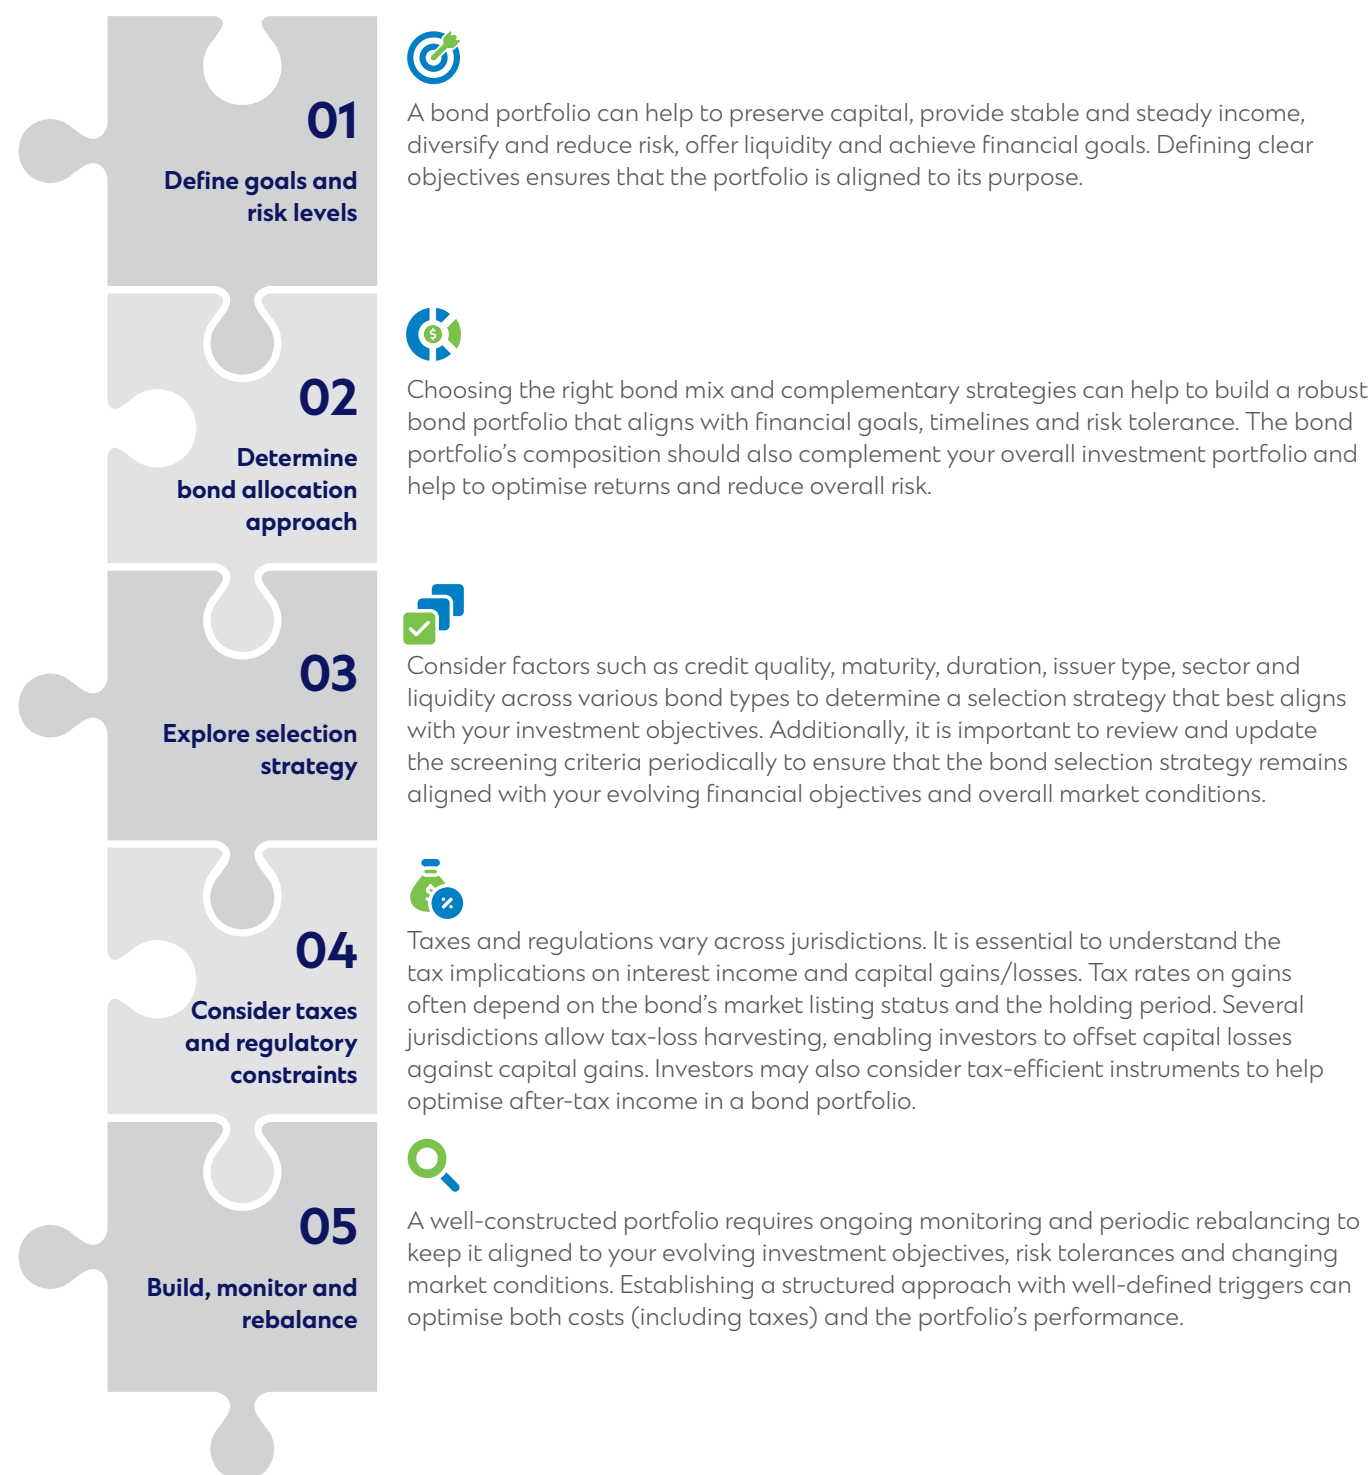 01
Define goals and
risk levels
A bond portfolio can help to preserve capital, provide stable and steady income,
diversify and reduce risk, offer liquidity and achieve financial goals. Defining clear
objectives ensures that the portfolio is aligned to its purpose.
02
Determine
bond allocation
approach
$
Choosing the right bond mix and complementary strategies can help to build a robust
bond portfolio that aligns with financial goals, timelines and risk tolerance. The bond
portfolio’s composition should also complement your overall investment portfolio and
help to optimise returns and reduce overall risk.
03
Explore selection
strategy
Consider factors such as credit quality, maturity, duration, issuer type, sector and
liquidity across various bond types to determine a selection strategy that best aligns
with your investment objectives. Additionally, it is important to review and update
the screening criteria periodically to ensure that the bond selection strategy remains
aligned with your evolving financial objectives and overall market conditions.
04
Consider taxes
and regulatory
constraints
$ %
Taxes and regulations vary across jurisdictions. It is essential to understand the
tax implications on interest income and capital gains/losses. Tax rates on gains
often depend on the bond’s market listing status and the holding period. Several
jurisdictions allow tax-loss harvesting, enabling investors to offset capital losses
against capital gains. Investors may also consider tax-efficient instruments to help
optimise after-tax income in a bond portfolio.
05
Build, monitor and
rebalance
A well-constructed portfolio requires ongoing monitoring and periodic rebalancing to
keep it aligned to your evolving investment objectives, risk tolerances and changing
market conditions. Establishing a structured approach with well-defined triggers can
optimise both costs (including taxes) and the portfolio’s performance.